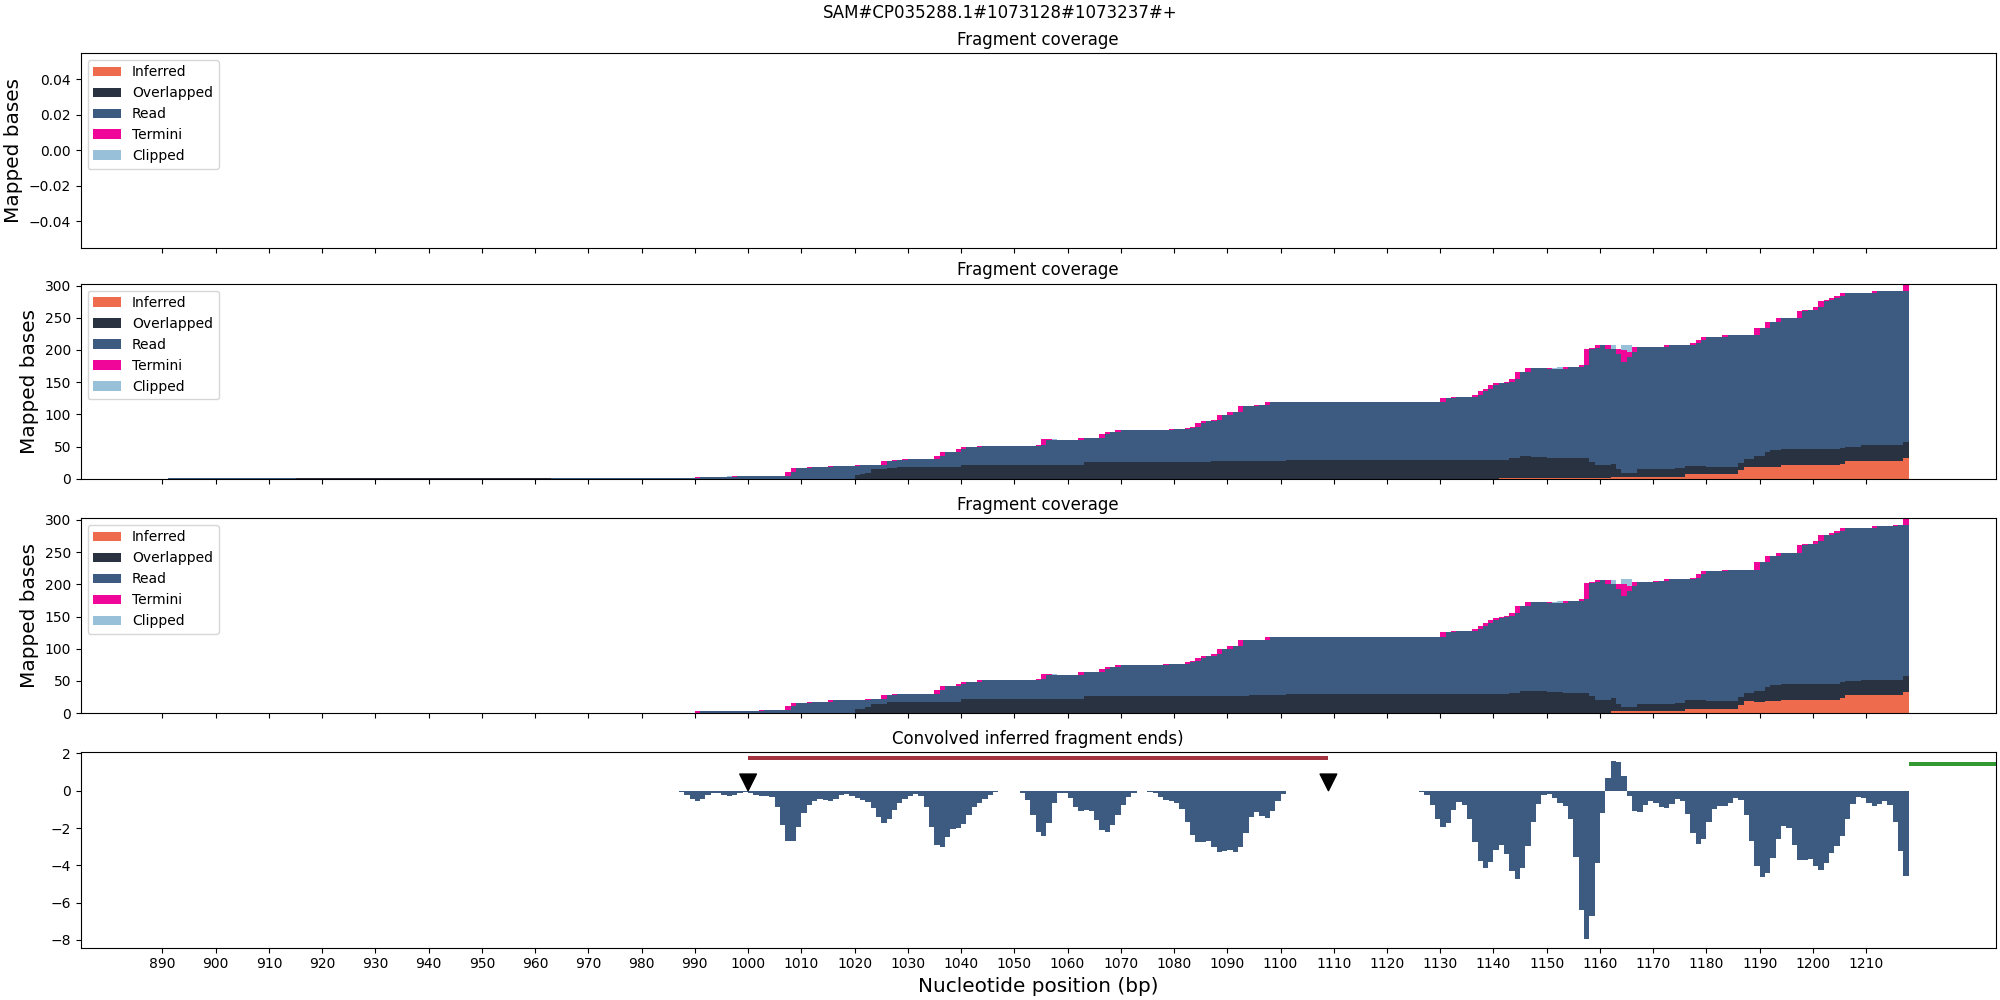 SAM#CP035288.1#1073128#1073237#+
Fragment coverage
Mapped bases
0.04
0.02
0.00
−0.02
−0.04
Inferred
Overlapped
Read
Termini
Clipped
Fragment coverage
Mapped bases
300
250
200
150
100
50
0
Inferred
Overlapped
Read
Termini
Clipped
Fragment coverage
Mapped bases
300
250
200
150
100
50
0
Inferred
Overlapped
Read
Termini
Clipped
Convolved inferred fragment ends)
2
0
−2
−4
−6
−8
890 900 910 920 930 940 950 960 970 980 990 1000 1010 1020 1030 1040 1050 1060 1070 1080 1090 1100 1110 1120 1130 1140 1150 1160 1170 1180 1190 1200 1210
Nucleotide position (bp)